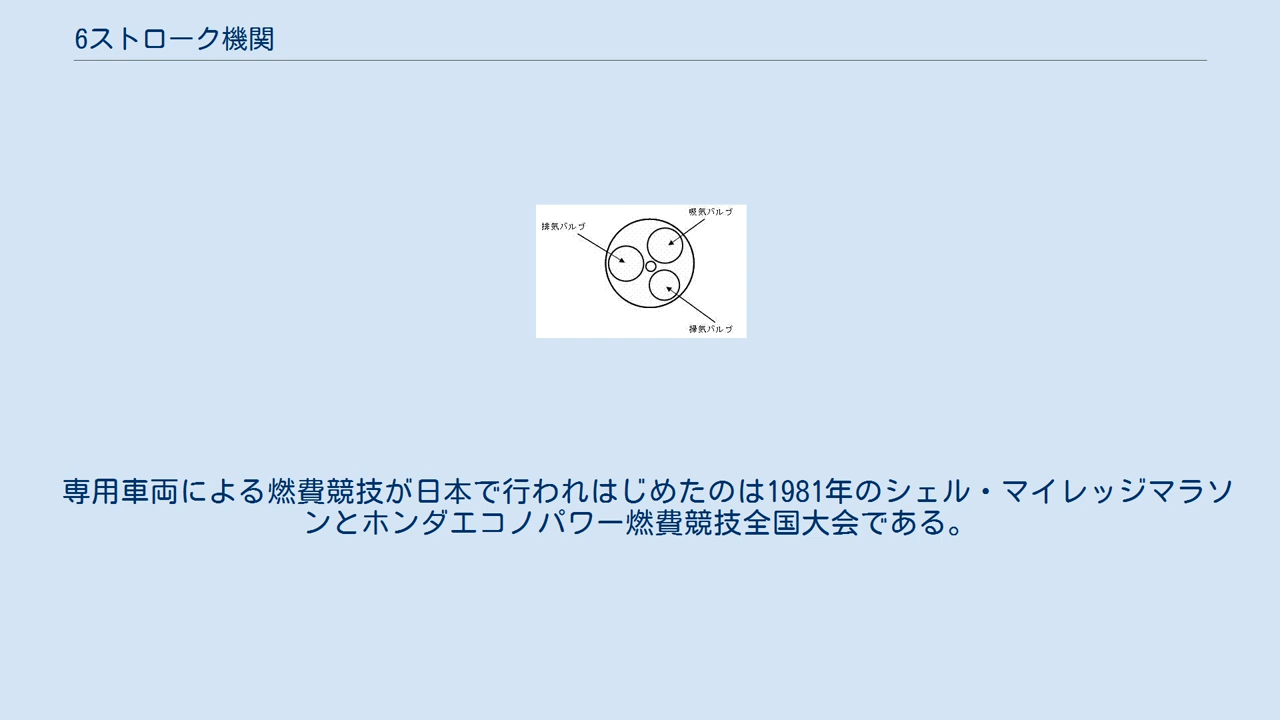 6ストローク機関
吸気バルブ
排気バルブ
掃気バルブ
専用車両による燃費競技が日本で行われはじめたのは1981年のシェル・マイレッジマラソ
ンとホンダエコノパワー燃費競技全国大会である。